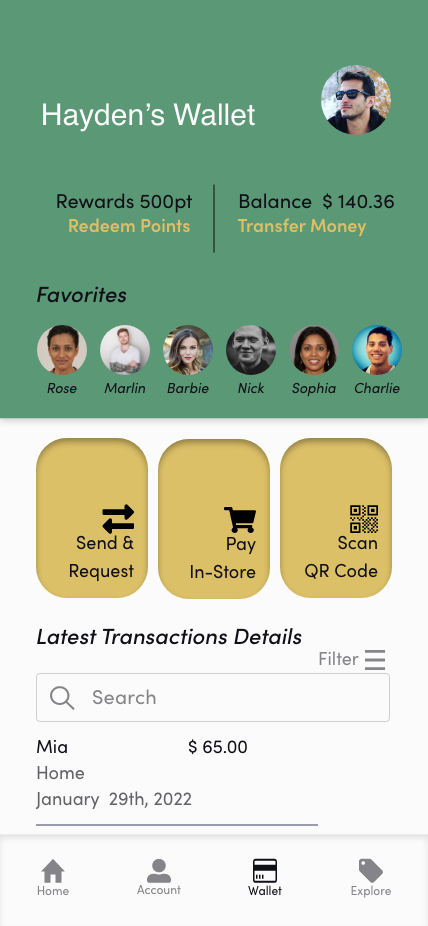 Hayden’s Wallet
Rewards 500pt
Redeem Points
Balance $ 140.36
Transfer Money
Favorites
Rose Marlin Barbie Nick Sophia Charlie
Send &
Request
Pay
In-Store
Scan
QR Code
Latest Transactions Details
Filter
Search
Mia $ 65.00
Home
January 29th, 2022
Home Account Wallet Explore